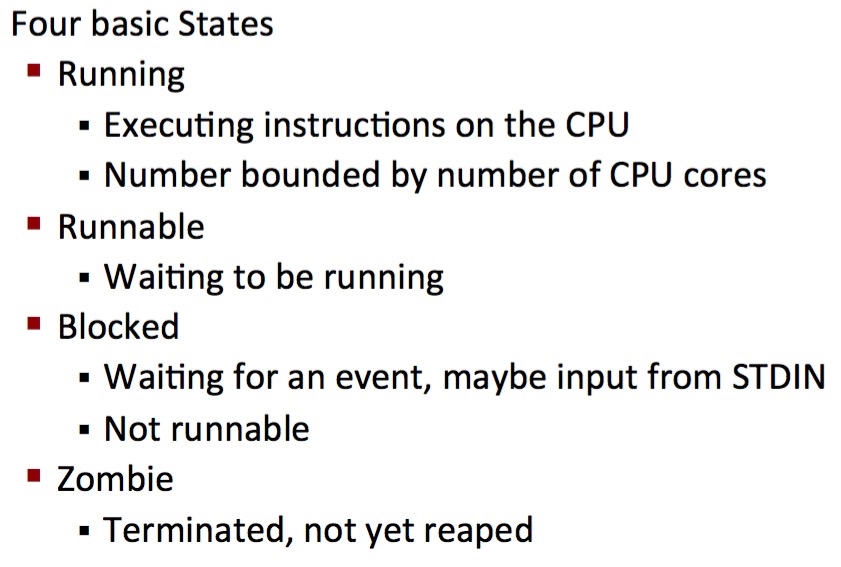 Four basic States
▪ Running
▪ Executing instructions on the CPU
▪ Number bounded by number of CPU cores
▪ Runnable
▪ Waiting to be running
▪ Blocked
▪ Waiting for an event, maybe input from STDIN
▪ Not runnable
▪ Zombie
▪ Terminated, not yet reaped